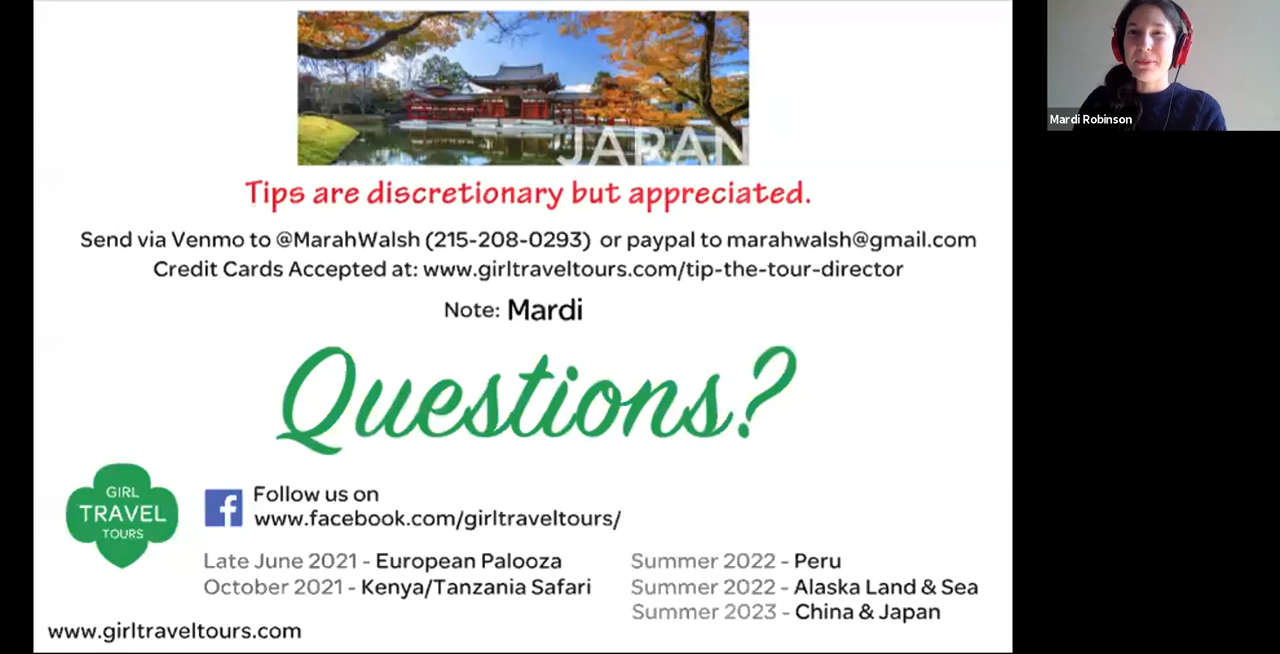 JAPAN
Mardi Robinson
Tips are discretionary but appreciated.
Send via Venmo to @MarahWalsh (215-208-0293) or paypal to marahwalsh@gmail.com
Credit Cards Accepted at: www.girltraveltours.com/tip-the-tour-director
Note: Mardi
Questions?
GIRL
TRAVEL
TOURS
Follow us on
www.facebook.com/girltraveltours/
Late June 2021 - European Palooza
October 2021 - Kenya/Tanzania Safari
Summer 2022 - Peru
Summer 2022 - Alaska Land & Sea
Summer 2023 - China & Japan
www.girltraveltours.com